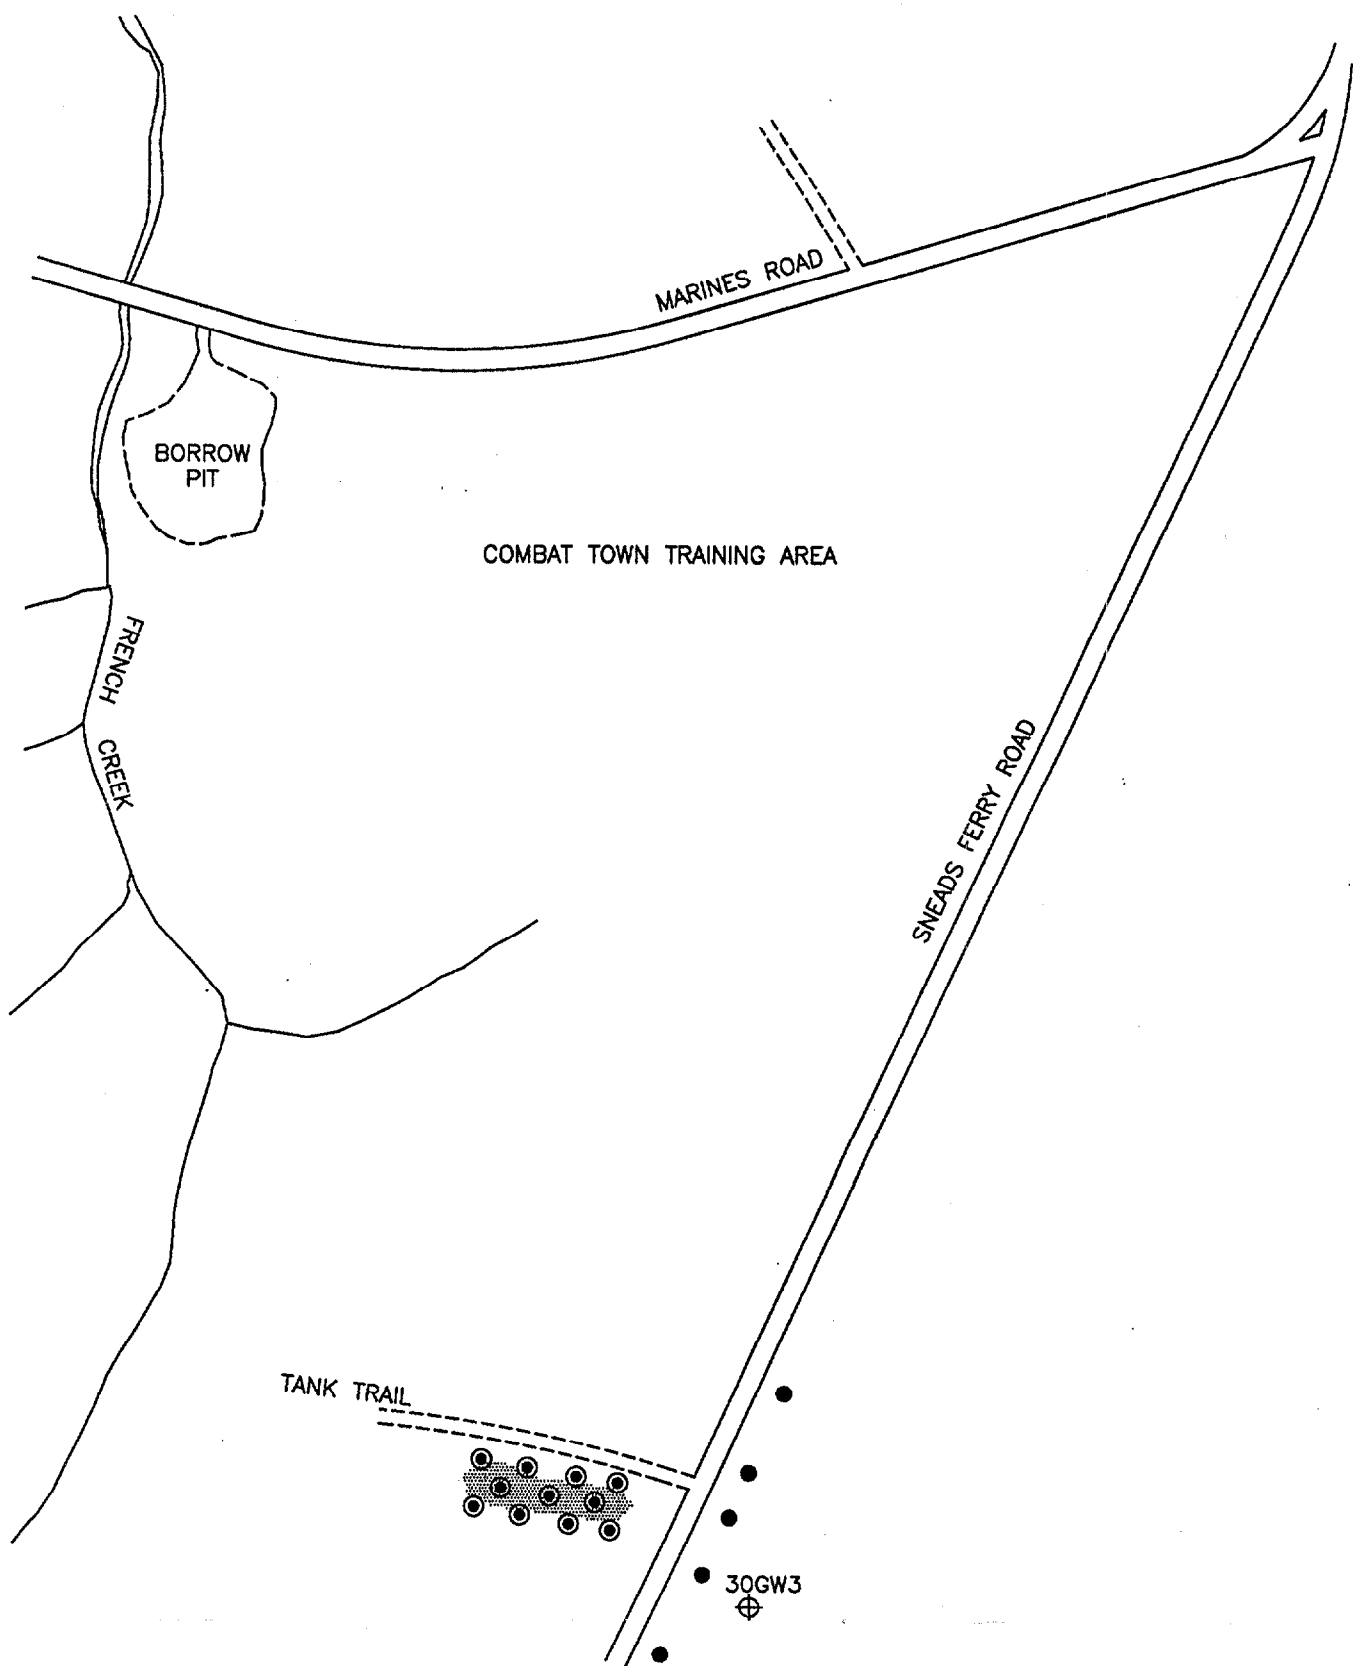 MARINES ROAD
BORROW
PIT
COMBAT TOWN TRAINING AREA
FRENCH CREEK
SNEADS FERRY ROAD
TANK TRAIL
30GW3